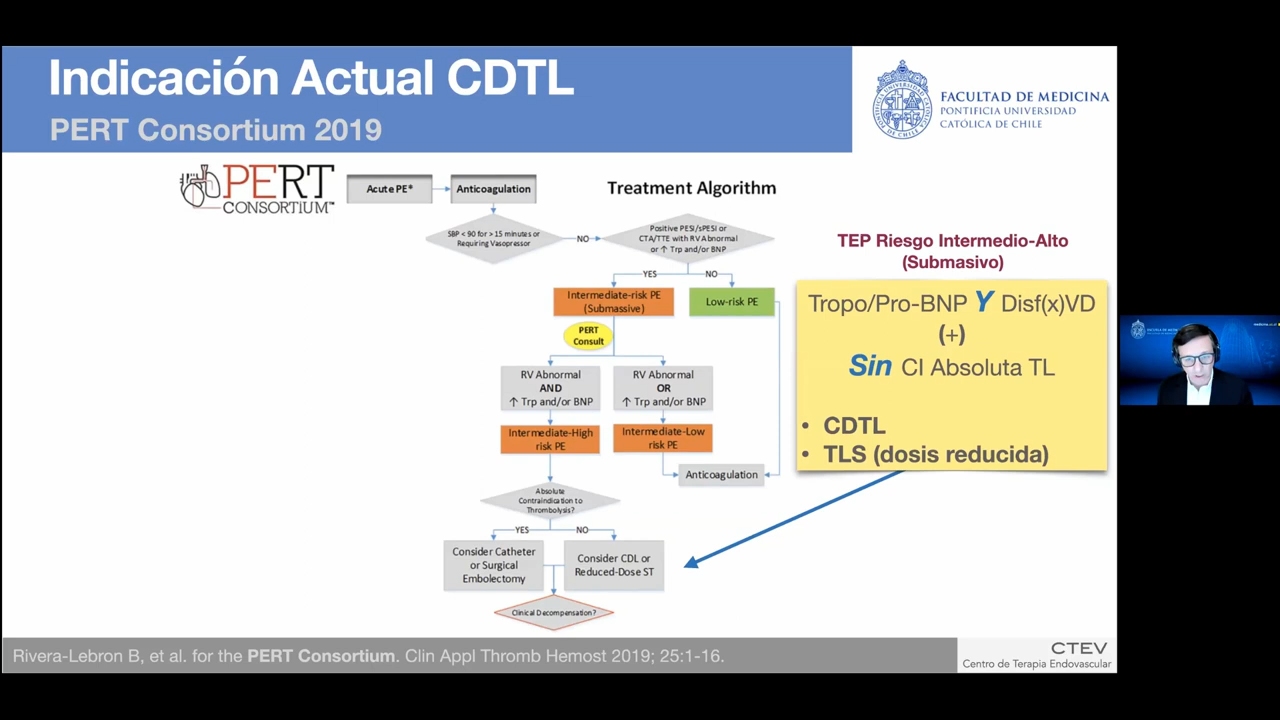 Indicación Actual CDTL
PERT Consortium 2019
FACULTAD DE MEDICINA
PONTIFICIA UNIVERSIDAD
CATÓLICA DE CHILE
PERT
CONSORTIUM™
Acute PE*
Anticoagulation
Treatment Algorithm
SBP < 90 for > 15 minutes or
Requiring Vasopressor
NO
Positive PESI/sPESI or
CTA/TTE with RV Abnormal
or ↑ Trp and/or BNP
YES
NO
Intermediate-risk PE
(Submassive)
Low-risk PE
PERT
Consult
RV Abnormal
AND
↑ Trp and/or BNP
RV Abnormal
OR
↑ Trp and/or BNP
Intermediate-High
risk PE
Intermediate-Low
risk PE
Anticoagulation
Absolute
Contraindication to
Thrombolysis?
YES
NO
Consider Catheter
or Surgical
Embolectomy
Consider CDL or
Reduced-Dose ST
Clinical Decompensation?
TEP Riesgo Intermedio-Alto
(Submasivo)
Tropo/Pro-BNP Y Disf(x)VD
(+)
Sin CI Absoluta TL
• CDTL
• TLS (dosis reducida)
Rivera-Lebron B, et al. for the PERT Consortium. Clin Appl Thromb Hemost 2019; 25:1-16.
CTEV
Centro de Terapia Endovascular